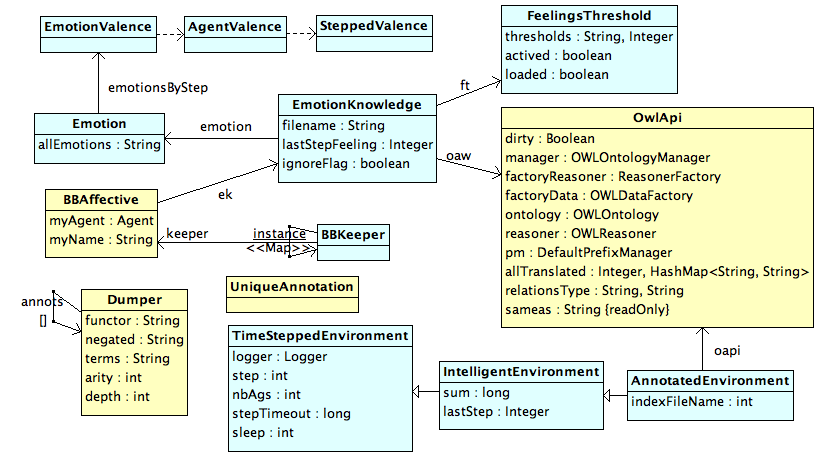 EmotionValence
AgentValence
SteppedValence
FeelingsThreshold
thresholds : String, Integer
actived : boolean
loaded : boolean
emotionsByStep
ft
Emotion
allEmotions : String
emotion
EmotionKnowledge
filename : String
lastStepFeeling : Integer
ignoreFlag : boolean
oaw
OwlApi
dirty : Boolean
manager : OWLOntologyManager
factoryReasoner : ReasonerFactory
factoryData : OWLDataFactory
ontology : OWLOntology
reasoner : OWLReasoner
pm : DefaultPrefixManager
allTranslated : Integer, HashMap<String, String>
relationsType : String, String
sameas : String {readOnly}
ek
BBAffective
myAgent : Agent
myName : String
keeper
instance
<<Map>>
BBKeeper
UniqueAnnotation
annots
[]
Dumper
functor : String
negated : String
terms : String
arity : int
depth : int
TimeSteppedEnvironment
logger : Logger
step : int
nbAgs : int
stepTimeout : long
sleep : int
IntelligentEnvironment
sum : long
lastStep : Integer
oapi
AnnotatedEnvironment
indexFileName : int